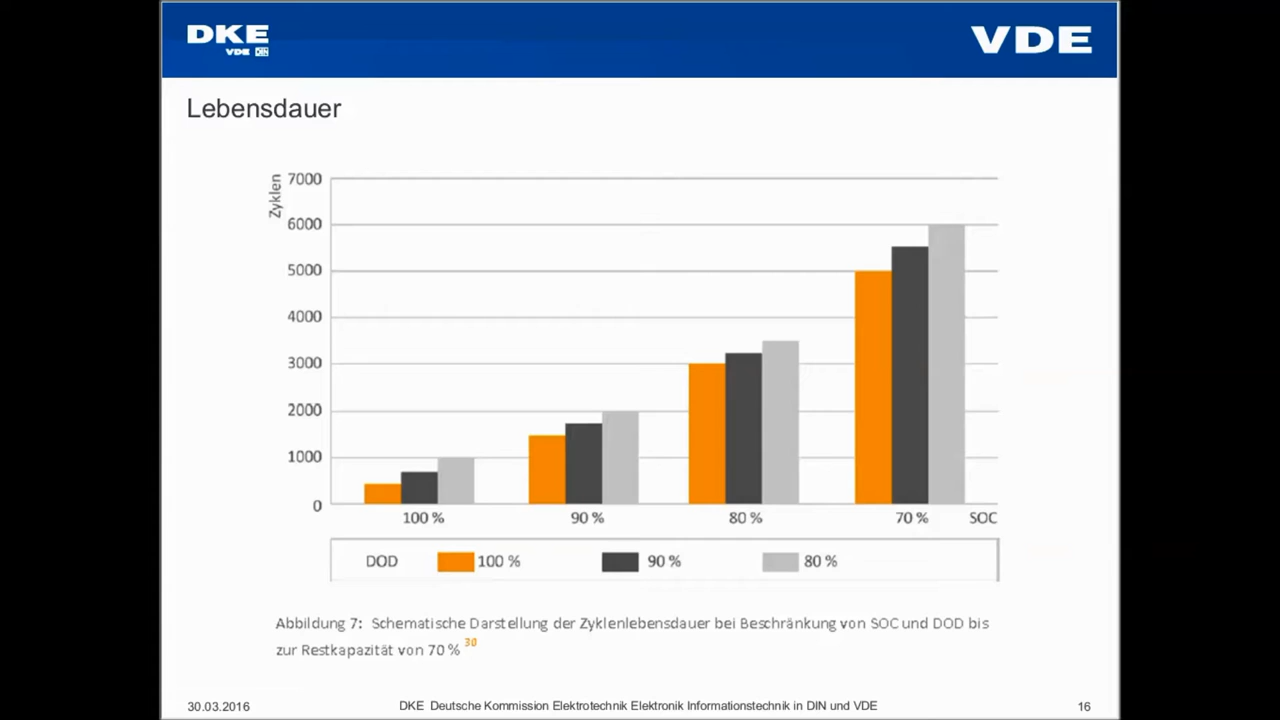 DKE
VDE DIN
VDE
Lebensdauer
Zyklen
7000
6000
5000
4000
3000
2000
1000
0
100 %
90 %
80 %
70 %
SOC
DOD
100 %
90 %
80 %
Abbildung 7: Schematische Darstellung der Zyklenlebensdauer bei Beschränkung von SOC und DOD bis
zur Restkapazität von 70 % 30
30.03.2016
DKE Deutsche Kommission Elektrotechnik Elektronik Informationstechnik in DIN und VDE
16